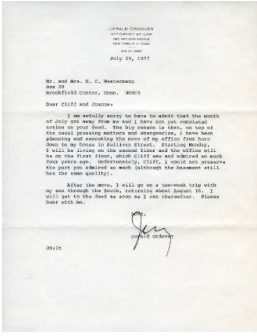 JERALD ORDOVER
ATTORNEY AT LAW
NEW YORK, N.Y.
July 29, 1977
Mr. and Mrs. H. C. Westermann
Box 28
Brookfield Center, Conn. 06805
Dear Cliff and Joanna:
I am awfully sorry to have to admit that the month
of July got away from me and I have not yet completed
action on your deed. The big reason is that, on top of
the usual pressing matters and emergencies, I have been
planning and executing the move of my office from here
down to my house in Sullivan Street. Starting Monday,
I will be living on the second floor and the office will
be on the first floor, which Cliff saw and admired so much
four years ago. Unfortunately, Cliff, I could not preserve
the part you admired so much (although the basement still
has the same quality).
After the move, I will go on a two-week trip with
my son through the South, returning about August 16. I
will get to the deed as soon as I can thereafter. Please
bear with me.
Jerry
Jerald Ordover
JO:lt